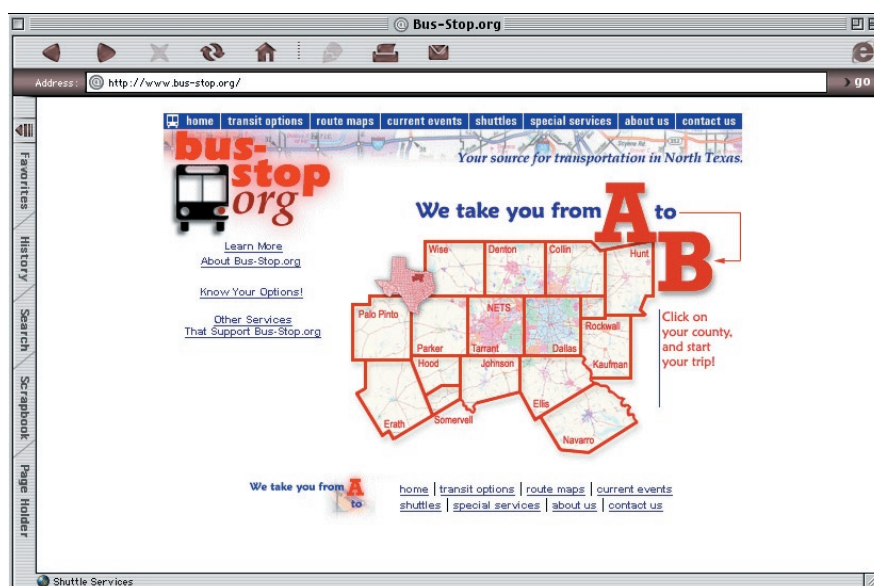 Bus-Stop.org
Address: http://www.bus-stop.org/ go
home transit options route maps current events shuttles special services about us contact us
bus-
stop
.org
Your source for transportation in North Texas.
We take you from A to
B
Learn More
About Bus-Stop.org
Know Your Options!
Other Services
That Support Bus-Stop.org
Wise Denton Collin Hunt
Palo Pinto NETS Rockwall
Parker Tarrant Dallas Kaufman
Hood Johnson
Erath Somervell Ellis
Navarro
Click on
your county,
and start
your trip!
We take you from A
to
home | transit options | route maps | current events
shuttles | special services | about us | contact us
Favorites
History
Search
Scrapbook
Page Holder
Shuttle Services